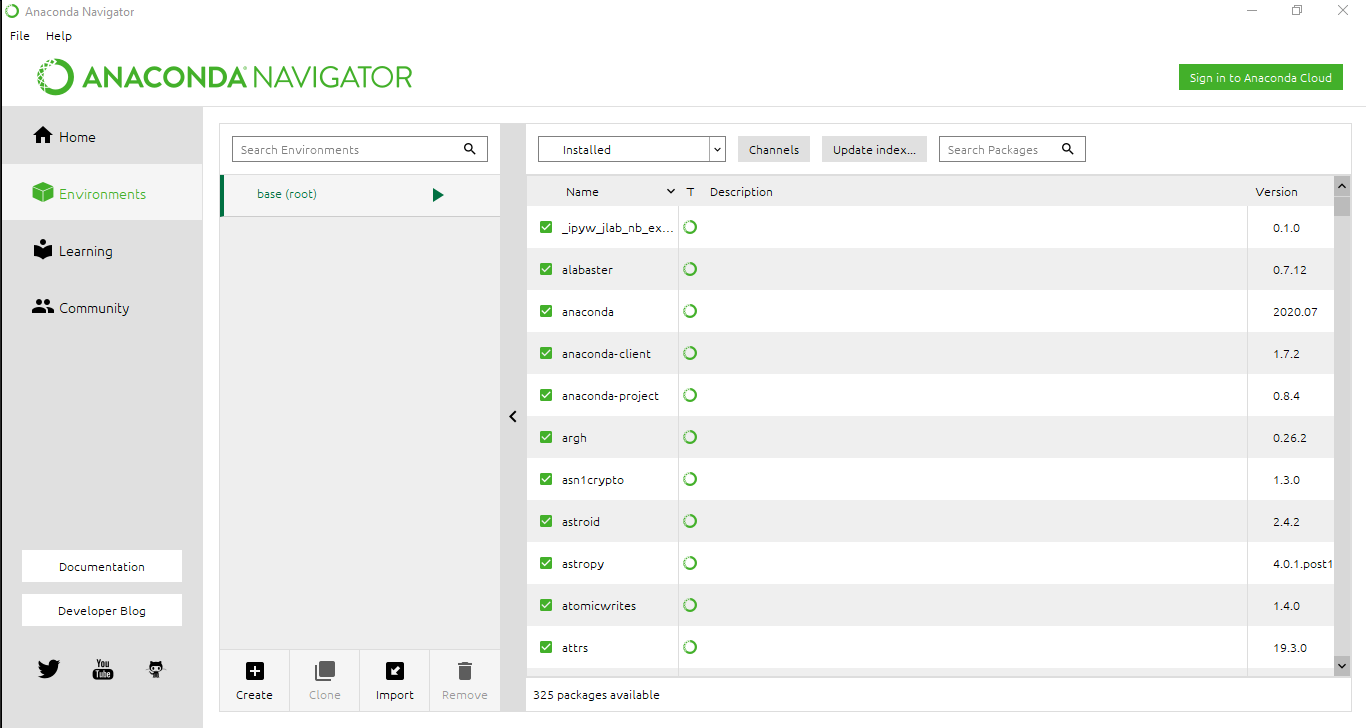 Anaconda Navigator
File Help
ANACONDA NAVIGATOR
Sign in to Anaconda Cloud
Home
Environments
Learning
Community
Documentation
Developer Blog
You
Tube
Search Environments
base (root)
Create Clone Import Remove
Installed Channels Update index... Search Packages
Name T Description Version
_ipyw_jlab_nb_ex... 0.1.0
alabaster 0.7.12
anaconda 2020.07
anaconda-client 1.7.2
anaconda-project 0.8.4
argh 0.26.2
asn1crypto 1.3.0
astroid 2.4.2
astropy 4.0.1.post1
atomicwrites 1.4.0
attrs 19.3.0
325 packages available